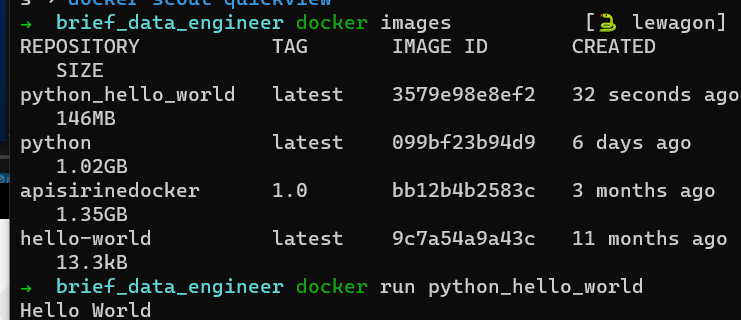 s → docker scout quickview
→ brief_data_engineer docker images [🐍 lewagon]
REPOSITORY TAG IMAGE ID CREATED
SIZE
python_hello_world latest 3579e98e8ef2 32 seconds ago
146MB
python latest 099bf23b94d9 6 days ago
1.02GB
apisirinedocker 1.0 bb12b4b2583c 3 months ago
1.35GB
hello-world latest 9c7a54a9a43c 11 months ago
13.3kB
→ brief_data_engineer docker run python_hello_world
Hello World